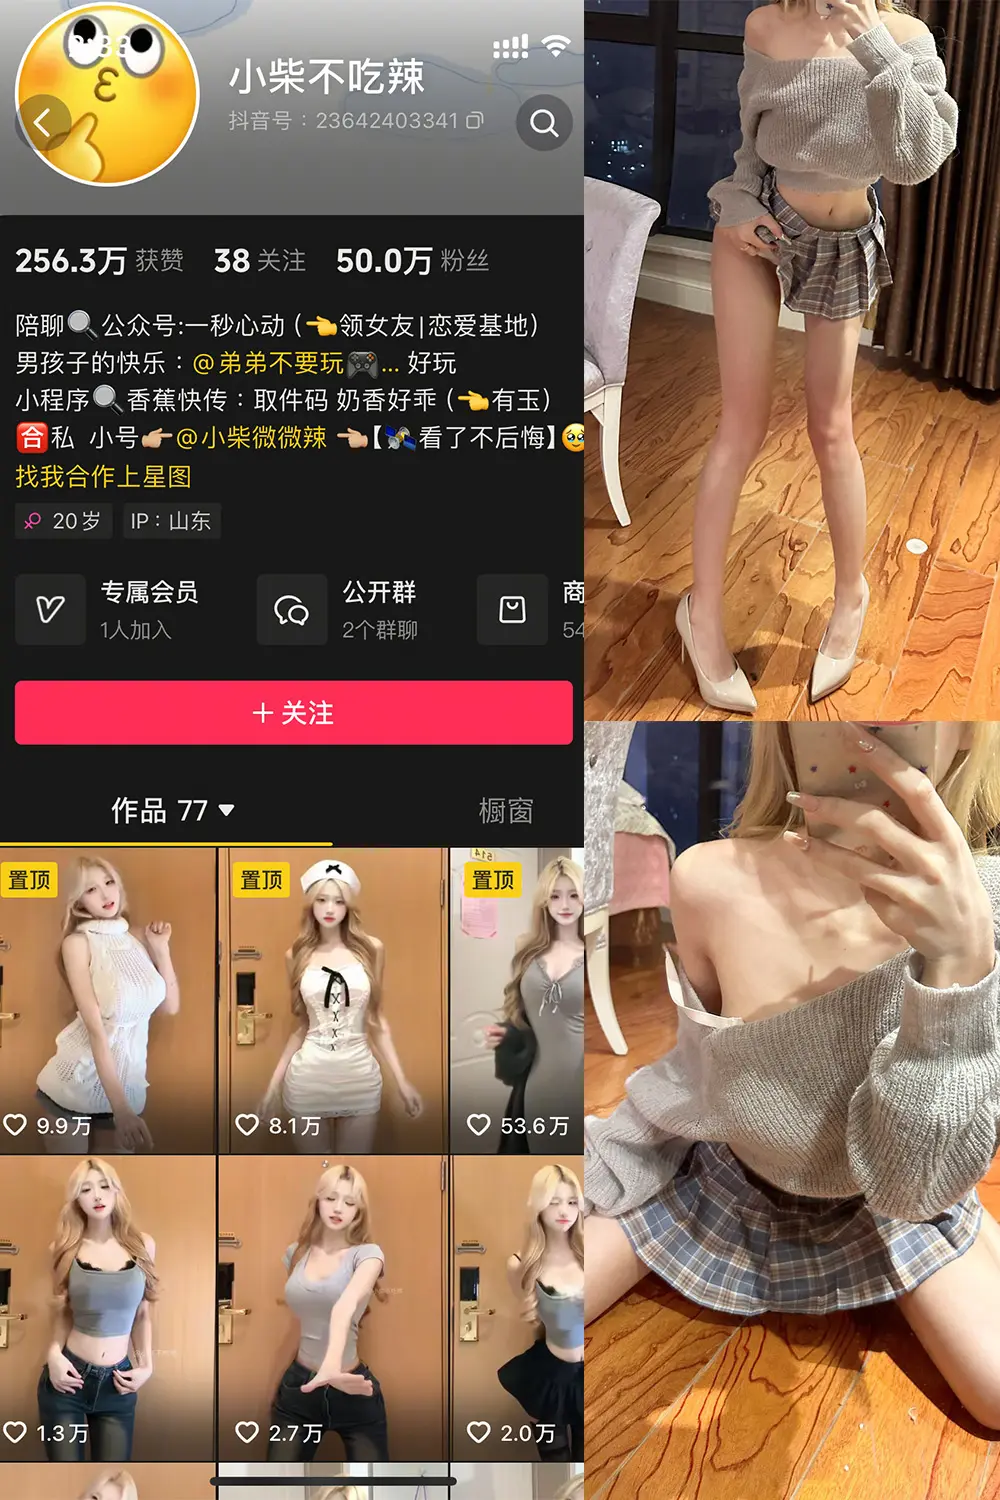 小柴不吃辣
抖音号：23642403341
256.3万 获赞 38 关注 50.0万 粉丝
陪聊🔍公众号:一秒心动（👈领女友|恋爱基地）
男孩子的快乐：@弟弟不要玩🎮... 好玩
小程序🔍香蕉快传：取件码 奶香好乖（👈有玉）
🈴私 小号👉@小柴微微辣 👈【🛰看了不后悔】🥹
找我合作上星图
20岁 IP：山东
专属会员 公开群 商
1人加入 2个群聊 54
＋关注
作品 77 橱窗
置顶 置顶 置顶
9.9万 8.1万 53.6万
1.3万 2.7万 2.0万